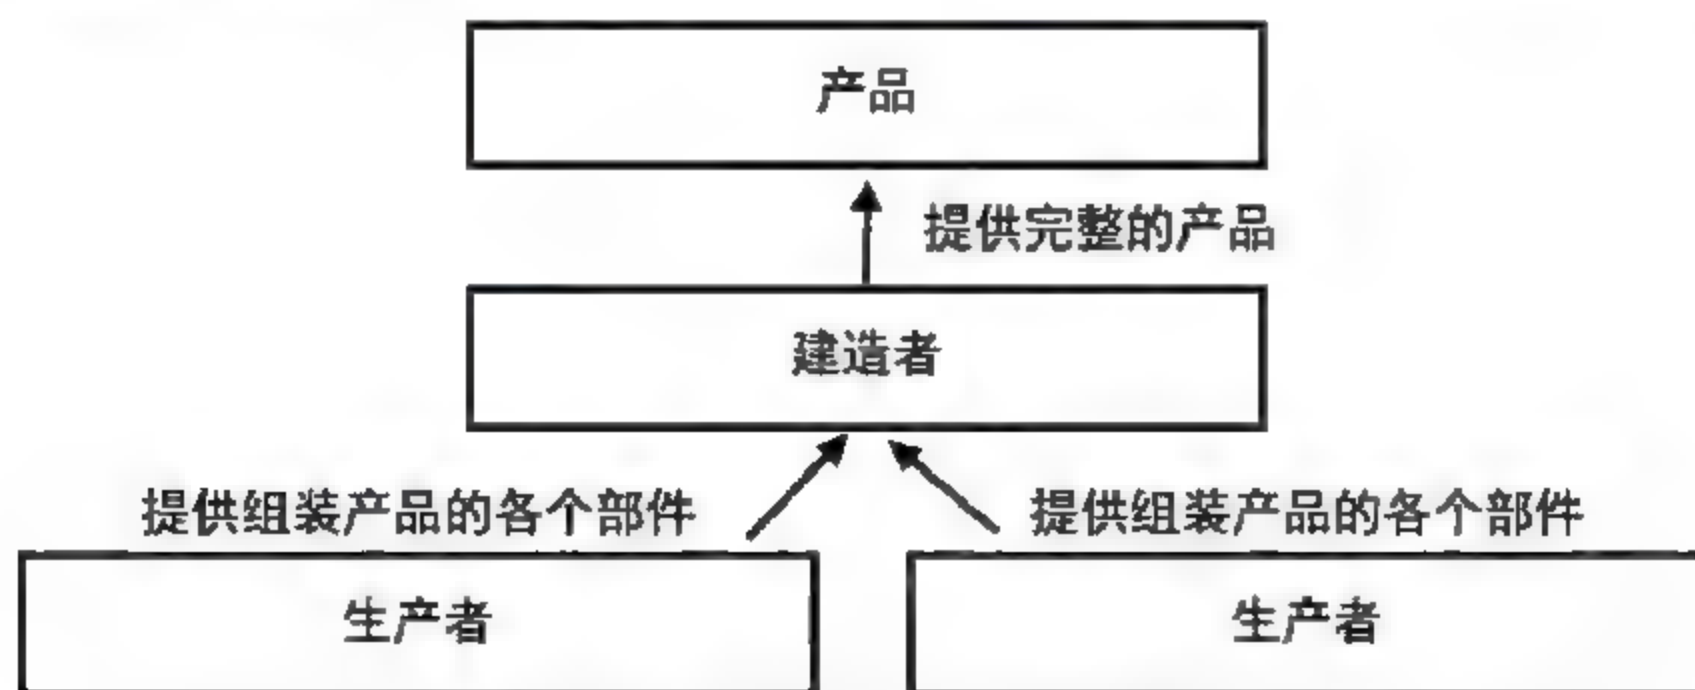 产品
提供完整的产品
建造者
提供组装产品的各个部件
提供组装产品的各个部件
生产者
生产者